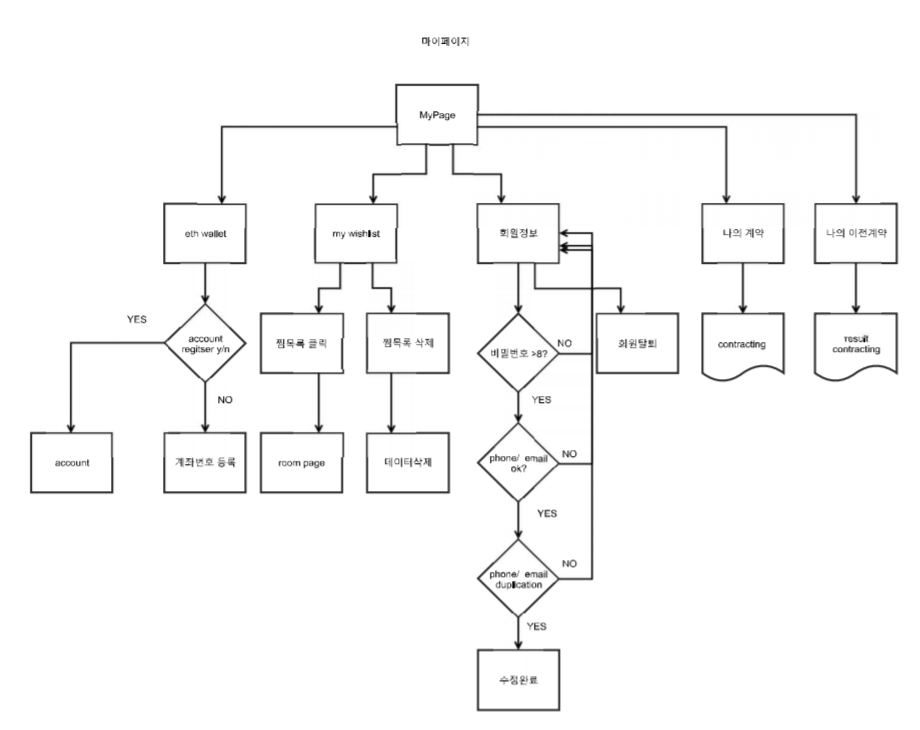 마이페이지
MyPage
eth wallet
my wishlist
회원정보
나의 계약
나의 이전계약
YES
account
regitser y/n
찜목록 클릭
찜목록 삭제
비밀번호 >8?
NO
회원탈퇴
contracting
result
contracting
NO
YES
account
계좌번호 등록
room page
데이터삭제
phone/ email
ok?
NO
YES
phone/ email
duplication
NO
YES
수정완료